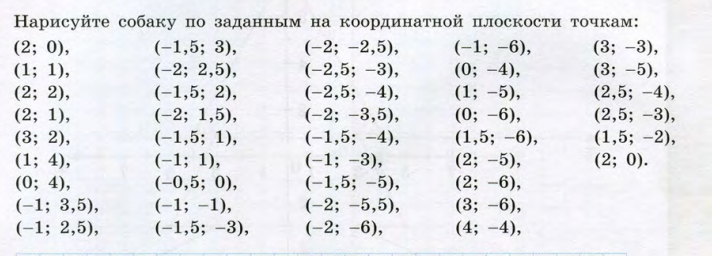 Нарисуйте собаку по заданным на координатной плоскости точкам:
(2; 0), (−1,5; 3), (−2; −2,5), (−1; −6), (3; −3),
(1; 1), (−2; 2,5), (−2,5; −3), (0; −4), (3; −5),
(2; 2), (−1,5; 2), (−2,5; −4), (1; −5), (2,5; −4),
(2; 1), (−2; 1,5), (−2; −3,5), (0; −6), (2,5; −3),
(3; 2), (−1,5; 1), (−1,5; −4), (1,5; −6), (1,5; −2),
(1; 4), (−1; 1), (−1; −3), (2; −5), (2; 0).
(0; 4), (−0,5; 0), (−1,5; −5), (2; −6),
(−1; 3,5), (−1; −1), (−2; −5,5), (3; −6),
(−1; 2,5), (−1,5; −3), (−2; −6), (4; −4),